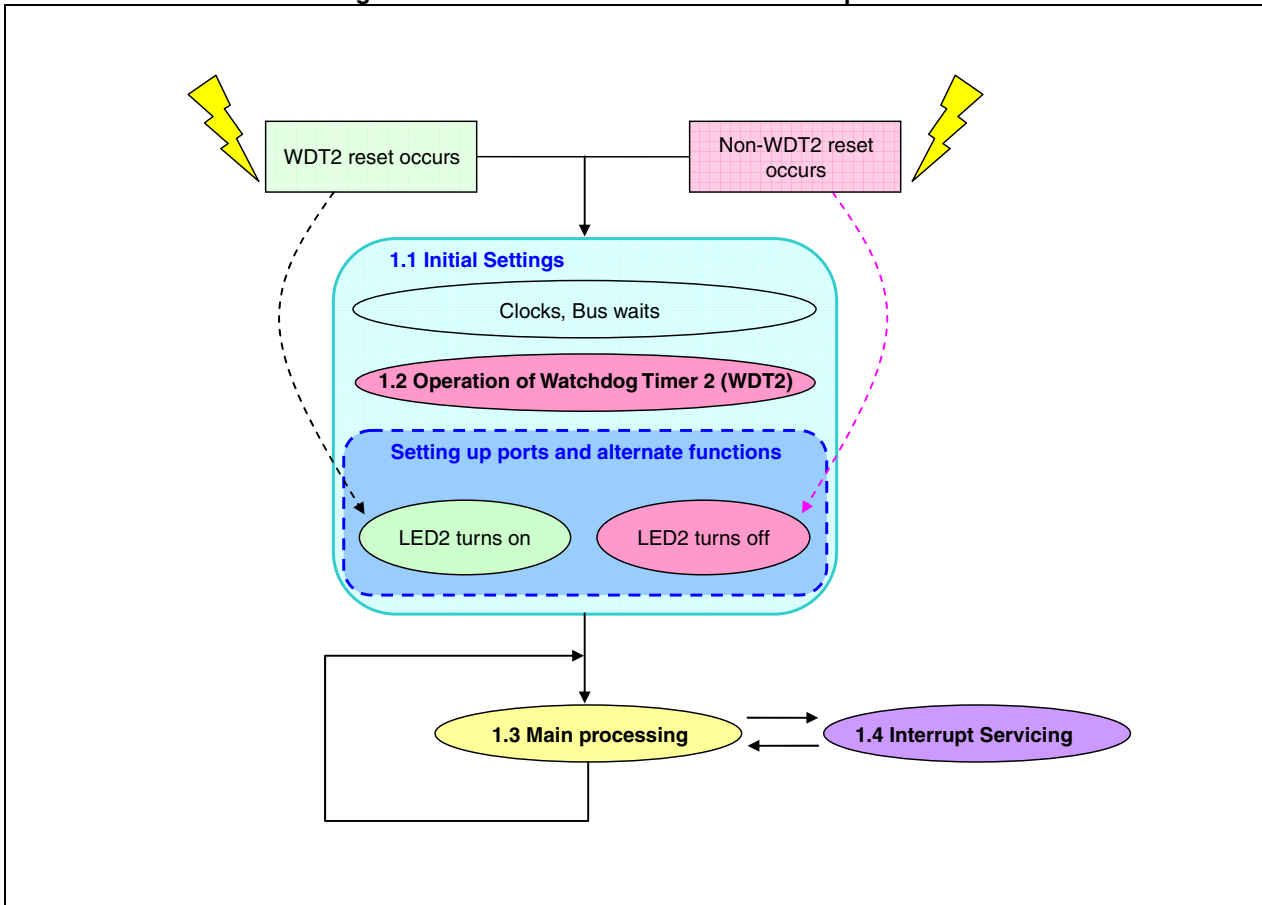 WDT2 reset occurs
Non-WDT2 reset
occurs
1.1 Initial Settings
Clocks, Bus waits
1.2 Operation of Watchdog Timer 2 (WDT2)
Setting up ports and alternate functions
LED2 turns on
LED2 turns off
1.3 Main processing
1.4 Interrupt Servicing